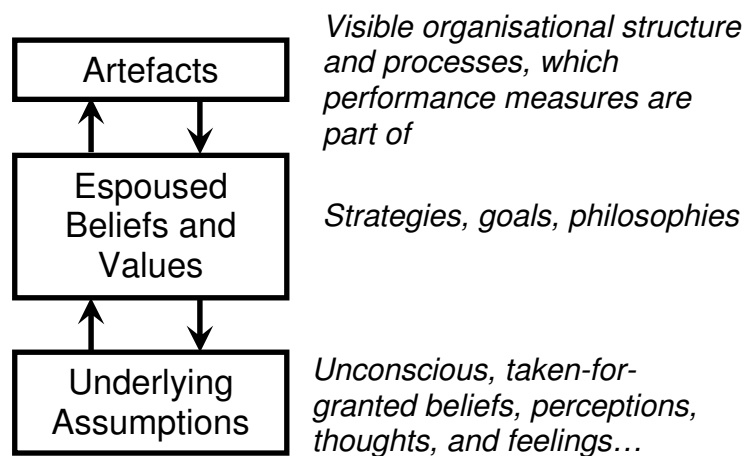 Artefacts
Visible organisational structure
and processes, which
performance measures are
part of
Espoused
Beliefs and
Values
Strategies, goals, philosophies
Underlying
Assumptions
Unconscious, taken-for-
granted beliefs, perceptions,
thoughts, and feelings…